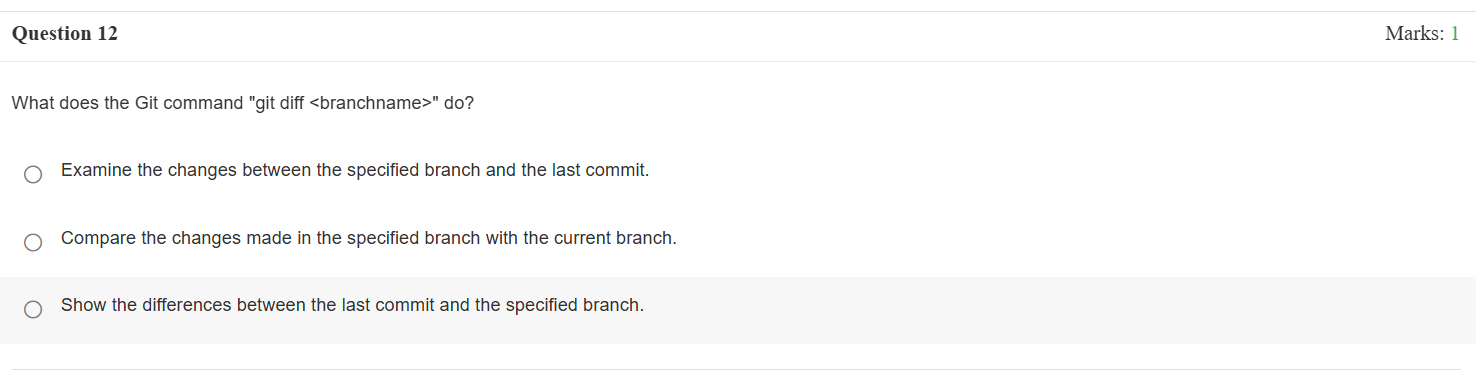 Question 12
Marks: 1
What does the Git command "git diff <branchname>" do?
Examine the changes between the specified branch and the last commit.
Compare the changes made in the specified branch with the current branch.
Show the differences between the last commit and the specified branch.